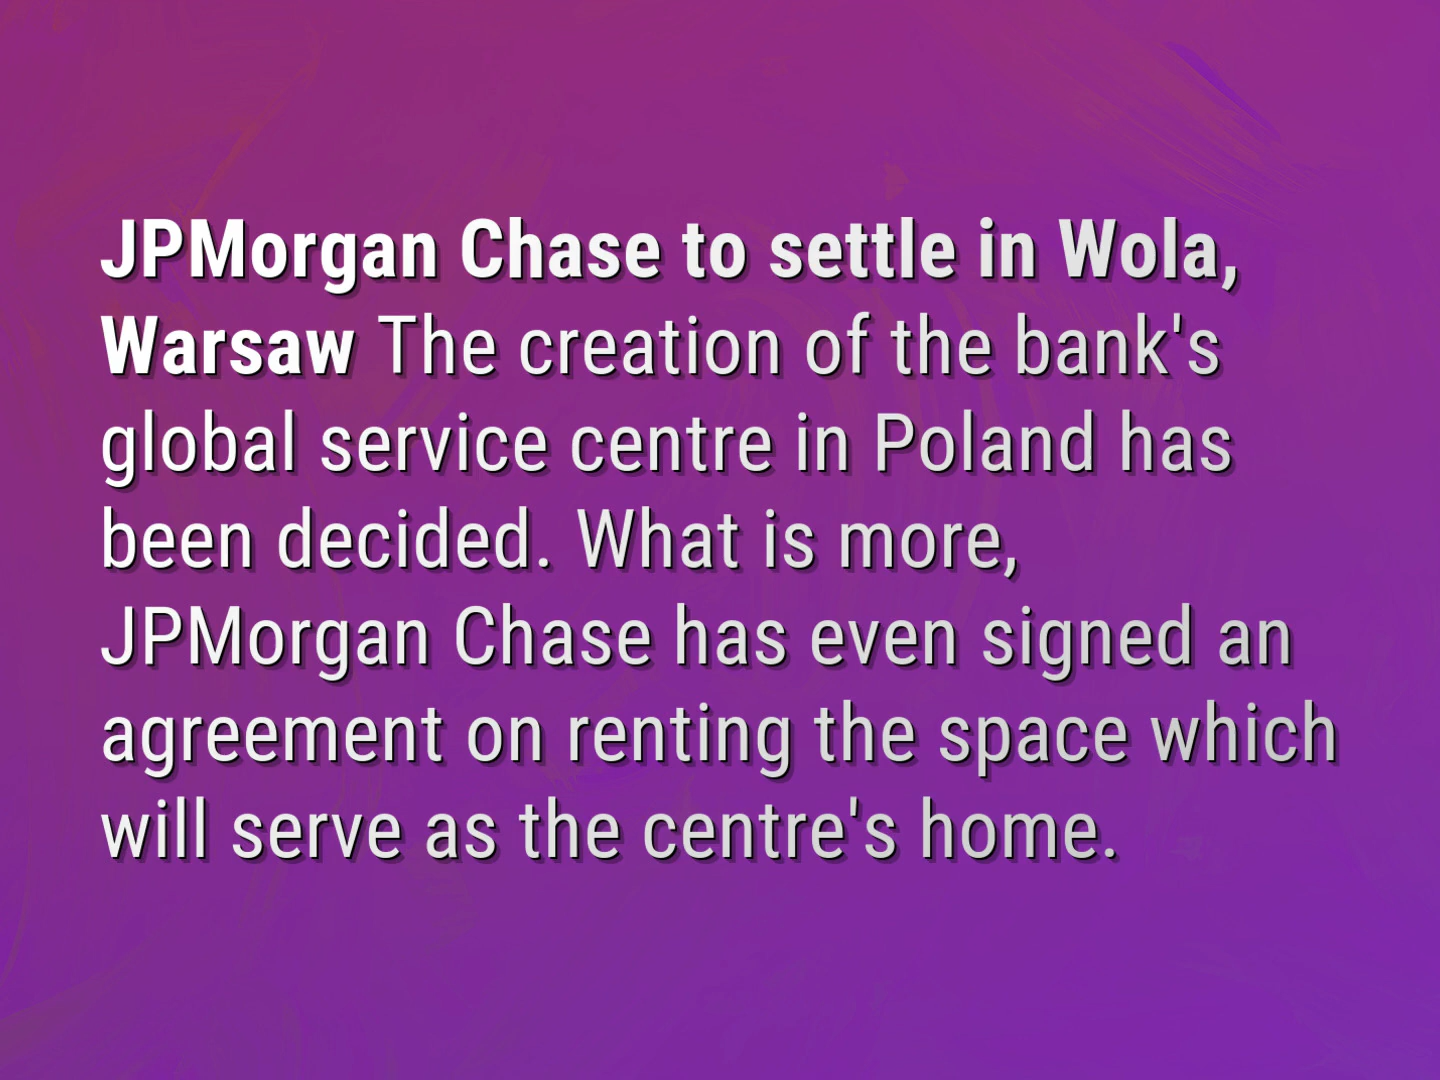 JPMorgan Chase to settle in Wola,
Warsaw The creation of the bank's
global service centre in Poland has
been decided. What is more,
JPMorgan Chase has even signed an
agreement on renting the space which
will serve as the centre's home.